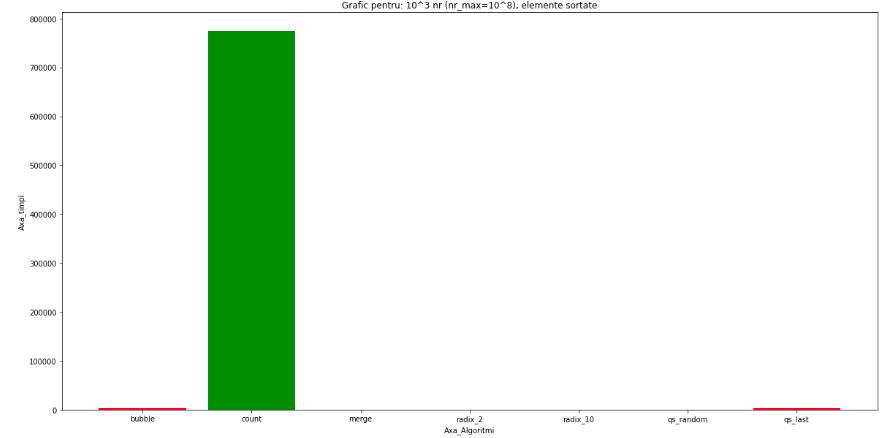 Grafic pentru: 10^3 nr (nr_max=10^8), elemente sortate
800000
700000
600000
500000
400000
300000
200000
100000
0
Axa_timpi
bubble count merge radix_2 radix_10 qs_random qs_last
Axa_Algoritmi